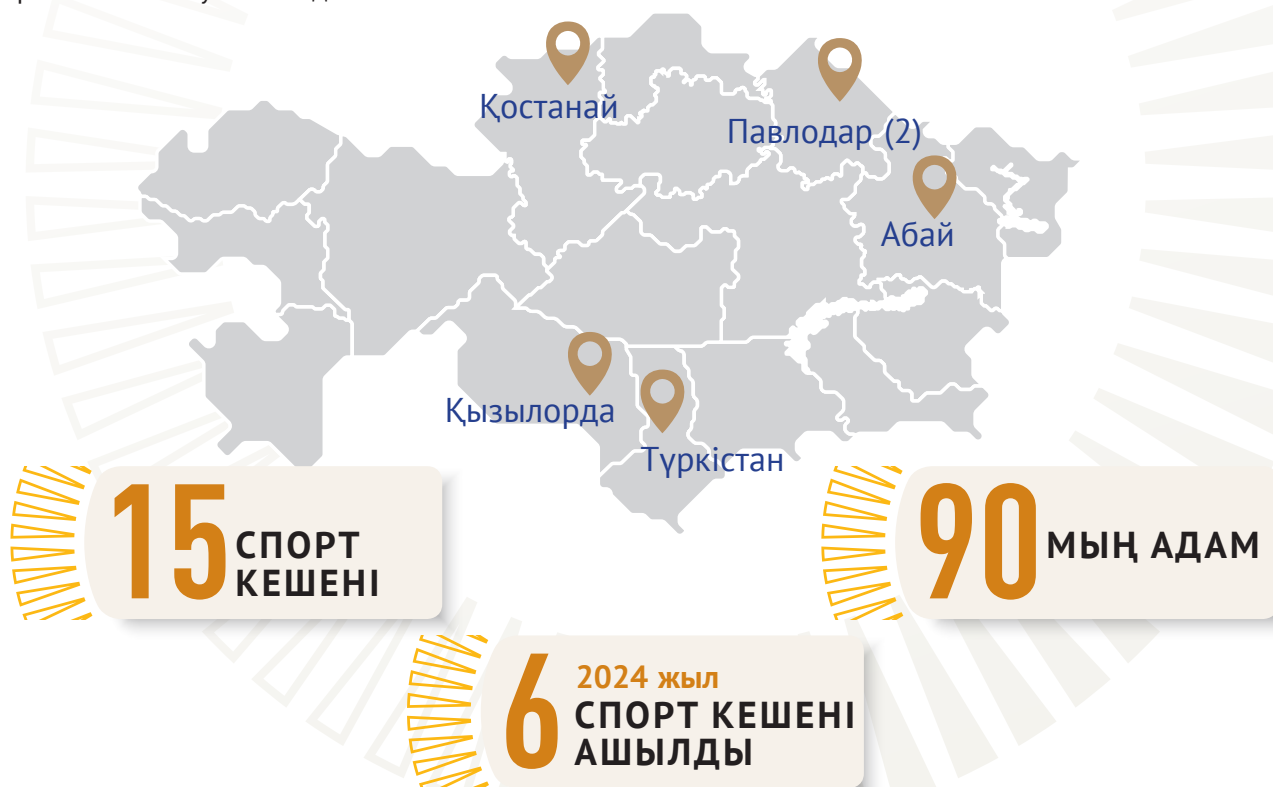 Қостанай
Павлодар (2)
Абай
Қызылорда
Түркістан
15 СПОРТ
КЕШЕНІ
90 МЫҢ АДАМ
6 2024 жыл
СПОРТ КЕШЕНІ
АШЫЛДЫ